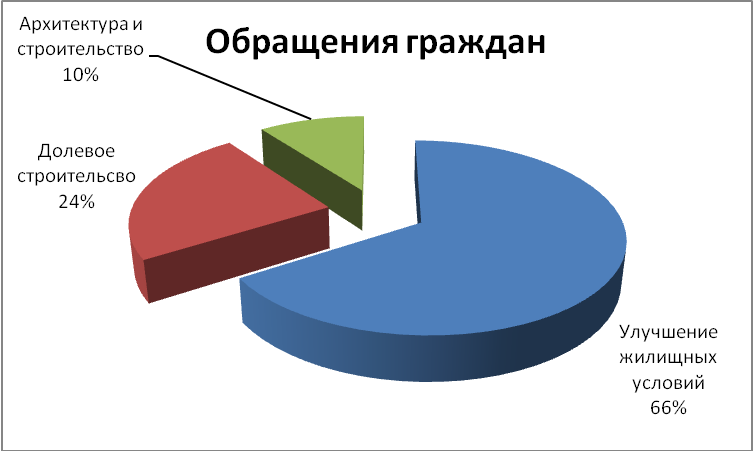 Обращения граждан
Архитектура и
строительство
10%
Долевое
строительсво
24%
Улучшение
жилищных
условий
66%